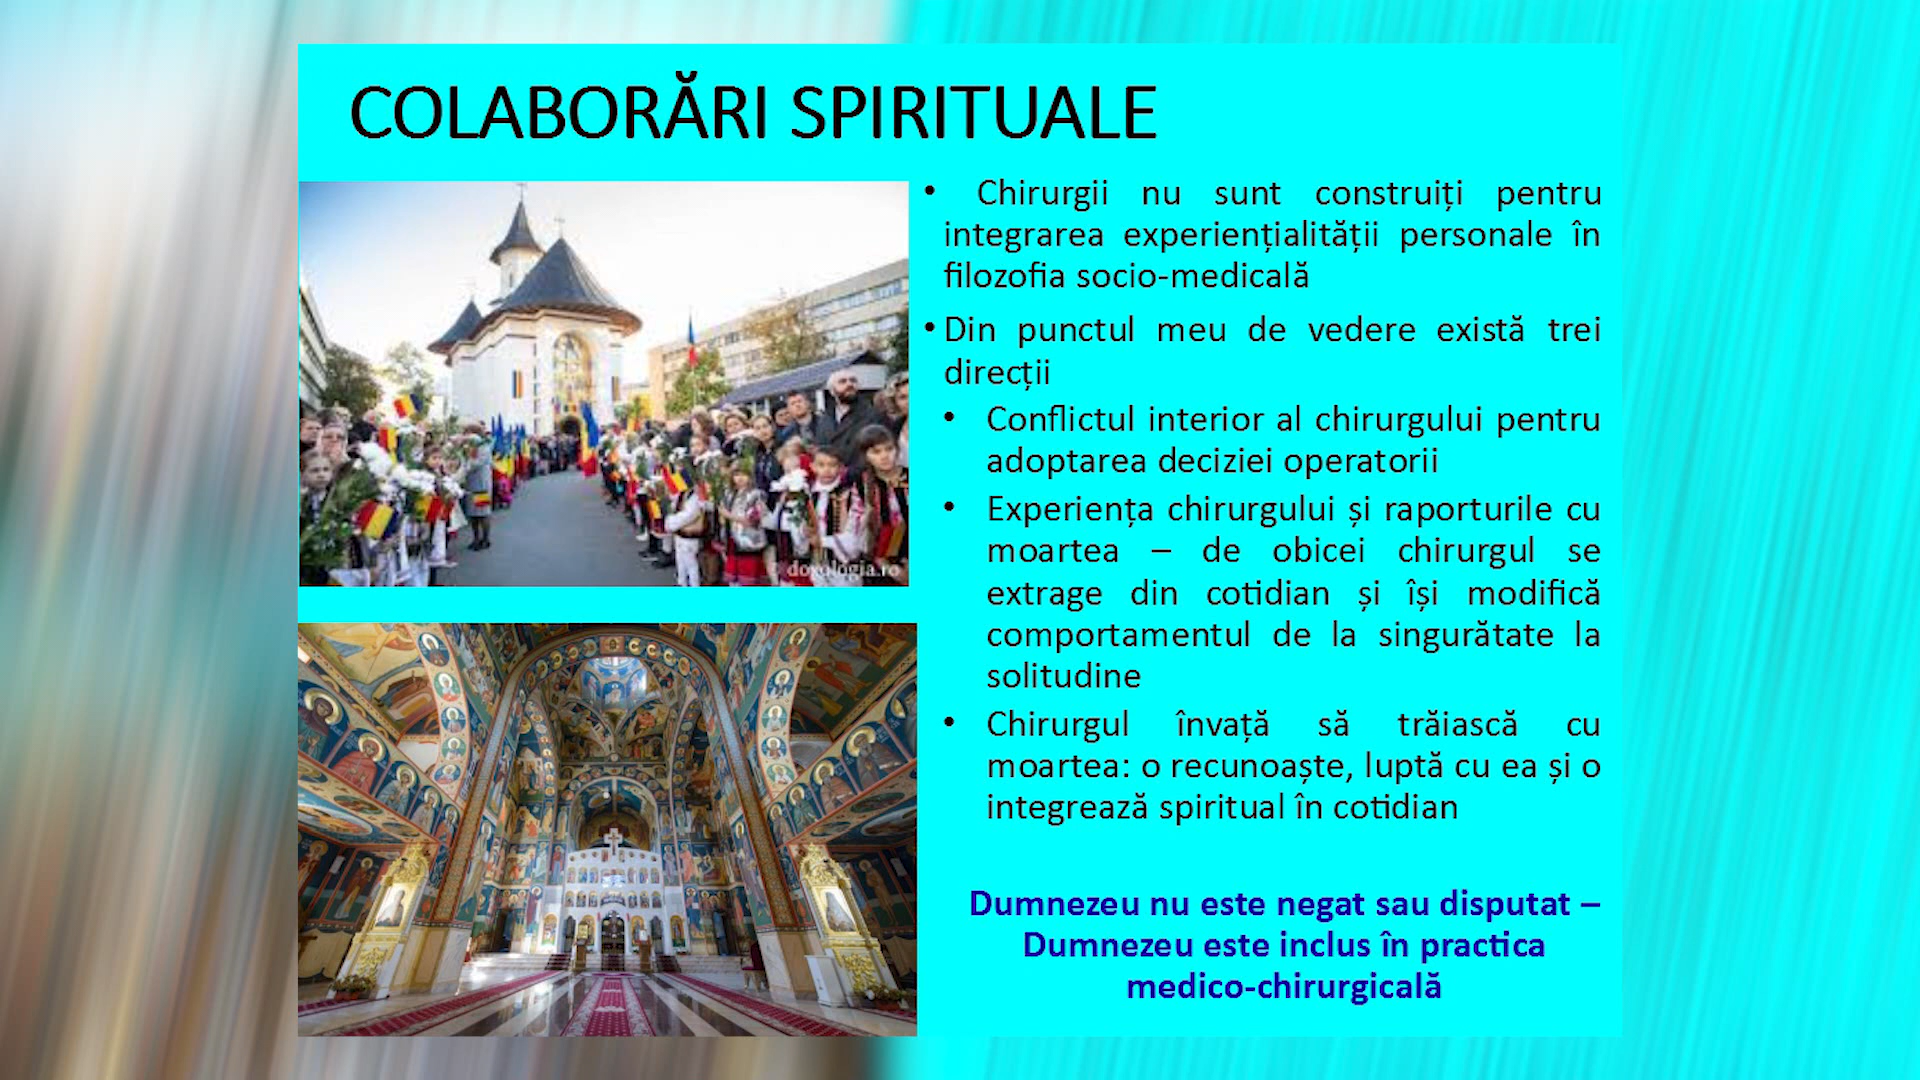 COLABORĂRI SPIRITUALE
• Chirurgii nu sunt construiți pentru
integrarea experiențialității personale în
filozofia socio-medicală
• Din punctul meu de vedere există trei
direcții
• Conflictul interior al chirurgului pentru
adoptarea deciziei operatorii
• Experiența chirurgului și raporturile cu
moartea – de obicei chirurgul se
extrage din cotidian și își modifică
comportamentul de la singurătate la
solitudine
• Chirurgul învață să trăiască cu
moartea: o recunoaște, luptă cu ea și o
integrează spiritual în cotidian
Dumnezeu nu este negat sau disputat –
Dumnezeu este inclus în practica
medico-chirurgicală
doxologia.ro